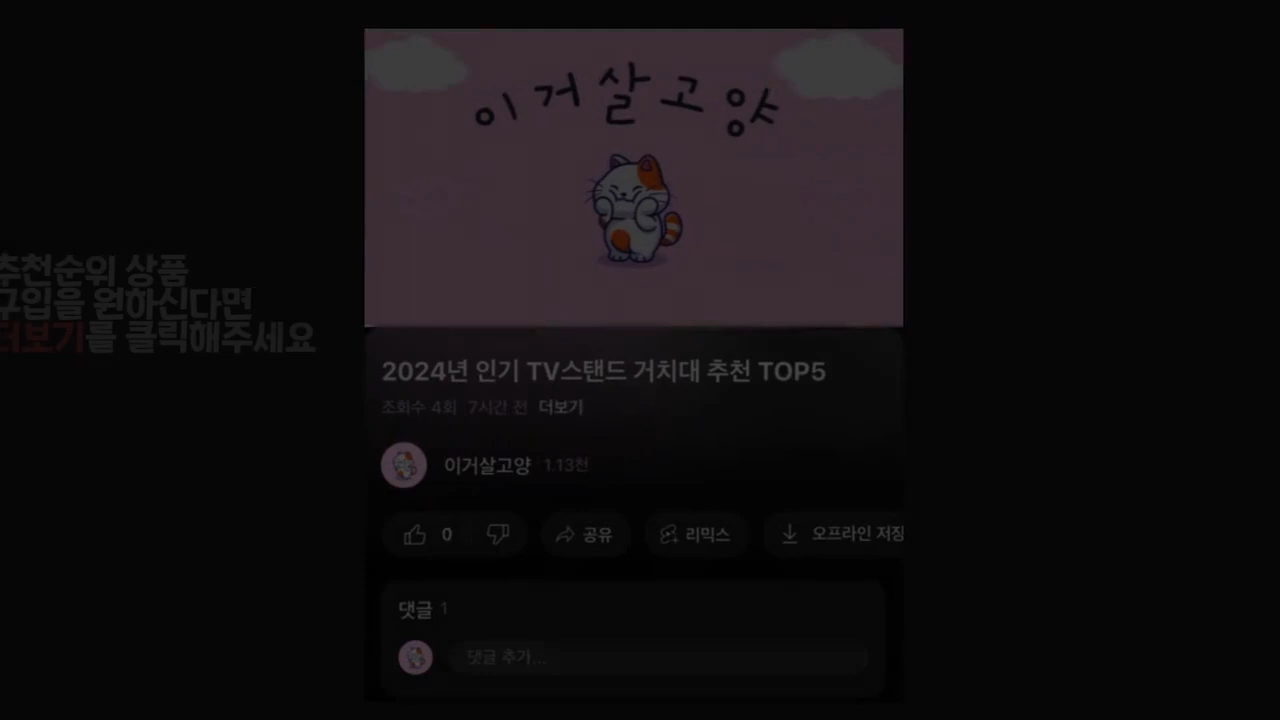 이거살고양
추천순위 상품
구입을 원하신다면
더보기를 클릭해주세요
2024년 인기 TV스탠드 거치대 추천 TOP5
조회수 4회 7시간 전 더보기
이거살고양 1.13천
0 공유 리믹스 오프라인 저장
댓글 1
댓글 추가...